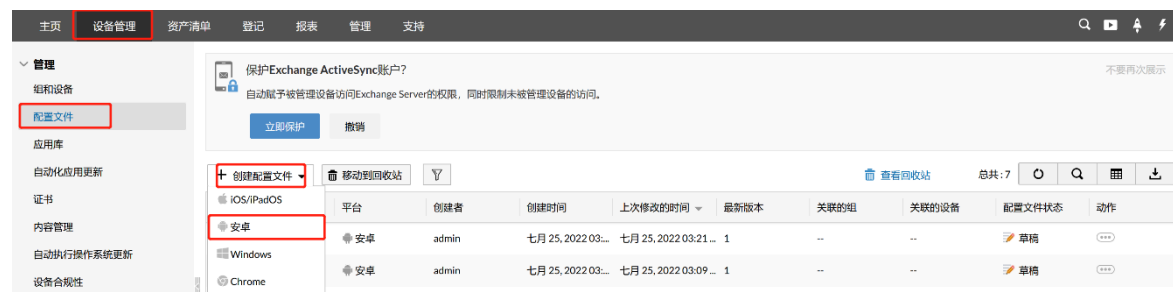 主页 设备管理 资产清单 登记 报表 管理 支持
管理
组和设备
配置文件
应用库
自动化应用更新
证书
内容管理
自动执行操作系统更新
设备合规性
保护Exchange ActiveSync账户?
不要再次展示
自动赋予被管理设备访问Exchange Server的权限，同时限制未被管理设备的访问。
立即保护 撤销
+ 创建配置文件 移动到回收站 查看回收站 总共:7
iOS/iPadOS
安卓
Windows
Chrome
平台 创建者 创建时间 上次修改的时间 最新版本 关联的组 关联的设备 配置文件状态 动作
安卓 admin 七月 25, 2022 03:... 七月 25, 2022 03:21 ... 1 -- -- 草稿
安卓 admin 七月 25, 2022 03:... 七月 25, 2022 03:09 ... 1 -- -- 草稿